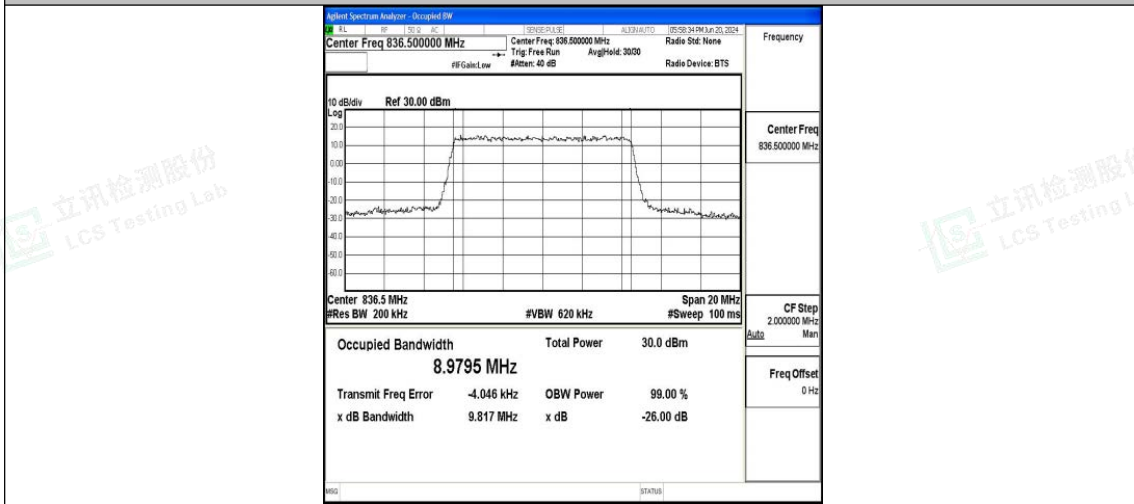 Agilent Spectrum Analyzer - Occupied BW
RL RF 50 Ω AC SENSE:PULSE ALIGN AUTO 05:58:34 PM Jun 20, 2024
Center Freq 836.500000 MHz
Center Freq: 836.500000 MHz
Radio Std: None
Frequency
Trig: Free Run Avg|Hold: 30/30
#IFGain:Low #Atten: 40 dB Radio Device: BTS
10 dB/div Ref 30.00 dBm
Log
20.0
10.0
0.00
-10.0
-20.0
-30.0
-40.0
-50.0
-60.0
Center Freq
836.500000 MHz
Center 836.5 MHz Span 20 MHz
#Res BW 200 kHz #VBW 620 kHz #Sweep 100 ms
CF Step
2.000000 MHz
Auto Man
Occupied Bandwidth Total Power 30.0 dBm
8.9795 MHz
Freq Offset
0 Hz
Transmit Freq Error -4.046 kHz OBW Power 99.00 %
x dB Bandwidth 9.817 MHz x dB -26.00 dB
MSG STATUS
立讯检测股份
LCS Testing Lab
立讯检测股份
LCS Testing L